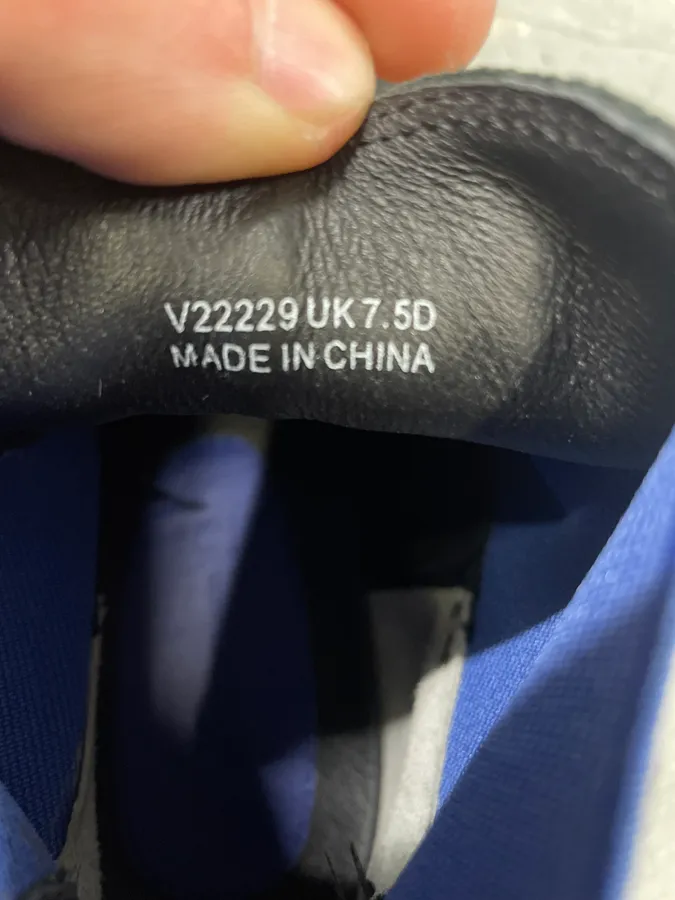 V22229 UK7.5D
MADE IN CHINA